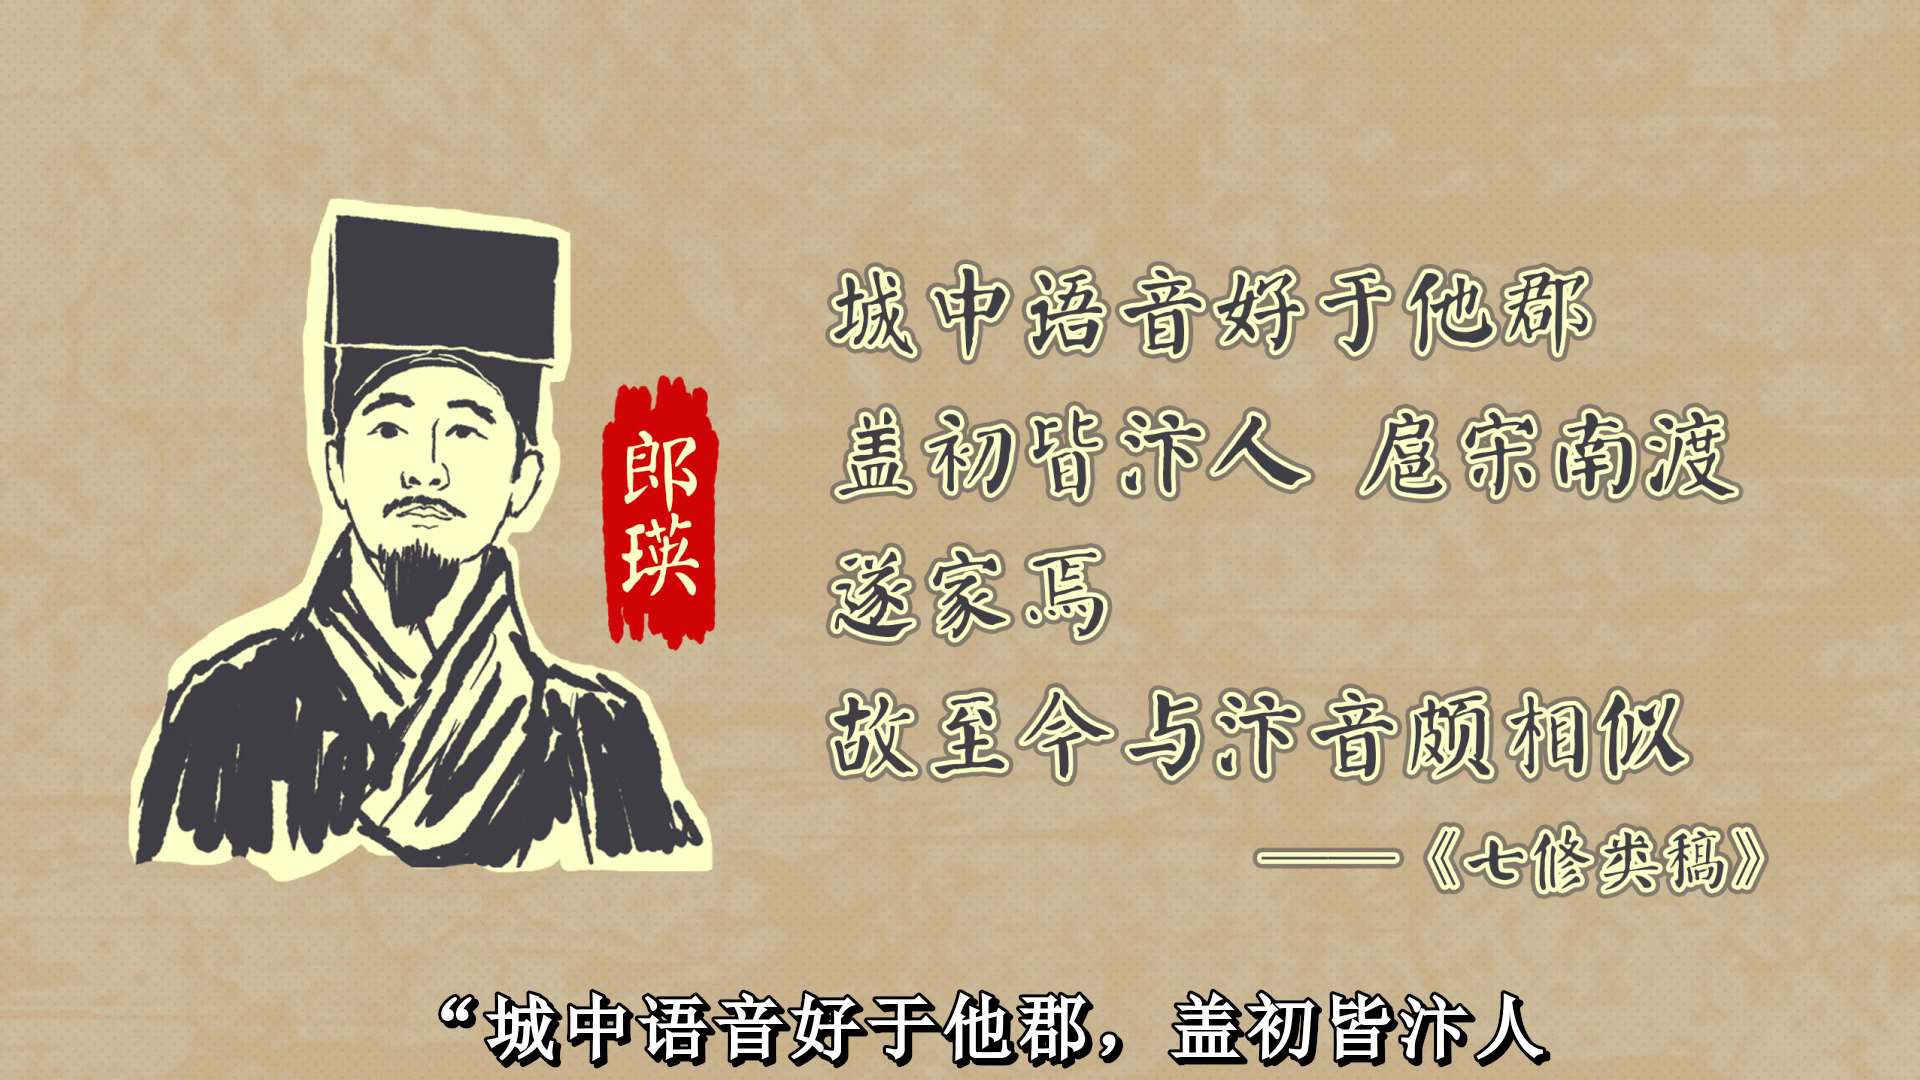 郎瑛
城中语音好于他郡
盖初皆汴人 扈宋南渡
遂家焉
故至今与汴音颇相似
——《七修类稿》
“城中语音好于他郡，盖初皆汴人